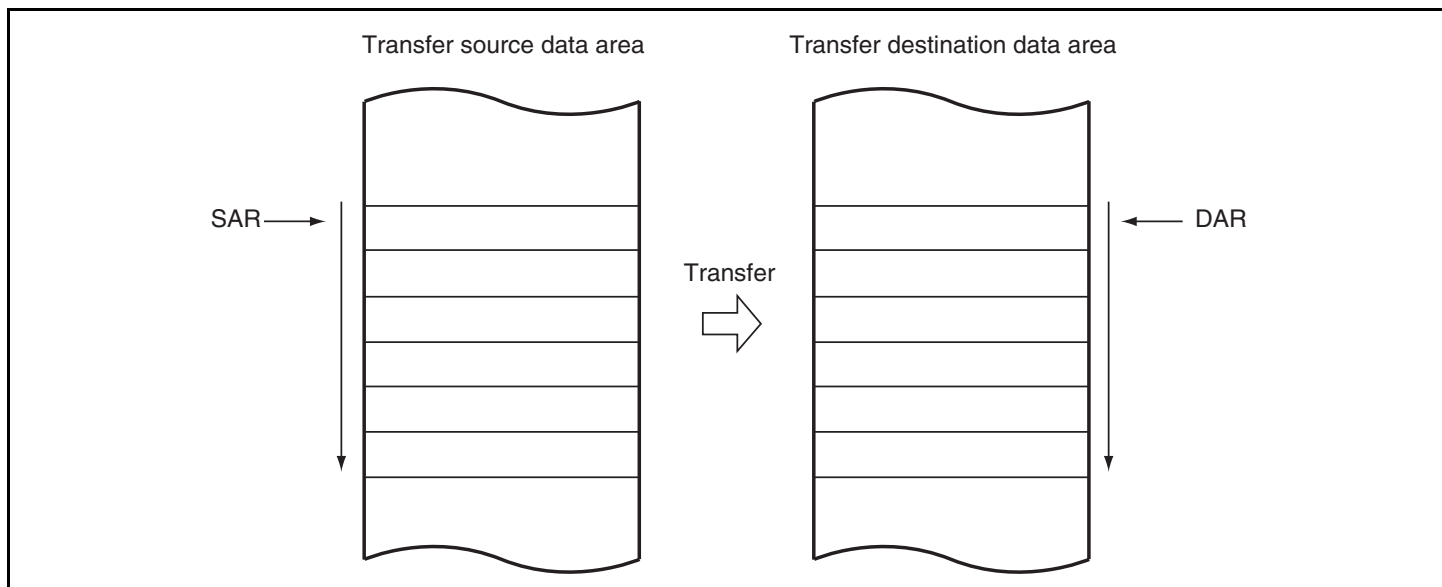 Transfer source data area
Transfer destination data area
SAR
DAR
Transfer